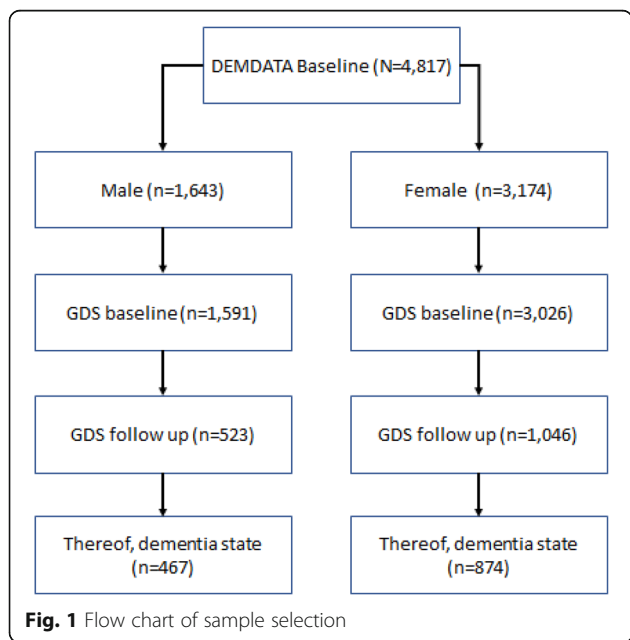 DEMDATA Baseline (N=4,817)
Male (n=1,643)
Female (n=3,174)
GDS baseline (n=1,591)
GDS baseline (n=3,026)
GDS follow up (n=523)
GDS follow up (n=1,046)
Thereof, dementia state
(n=467)
Thereof, dementia state
(n=874)
Fig. 1 Flow chart of sample selection